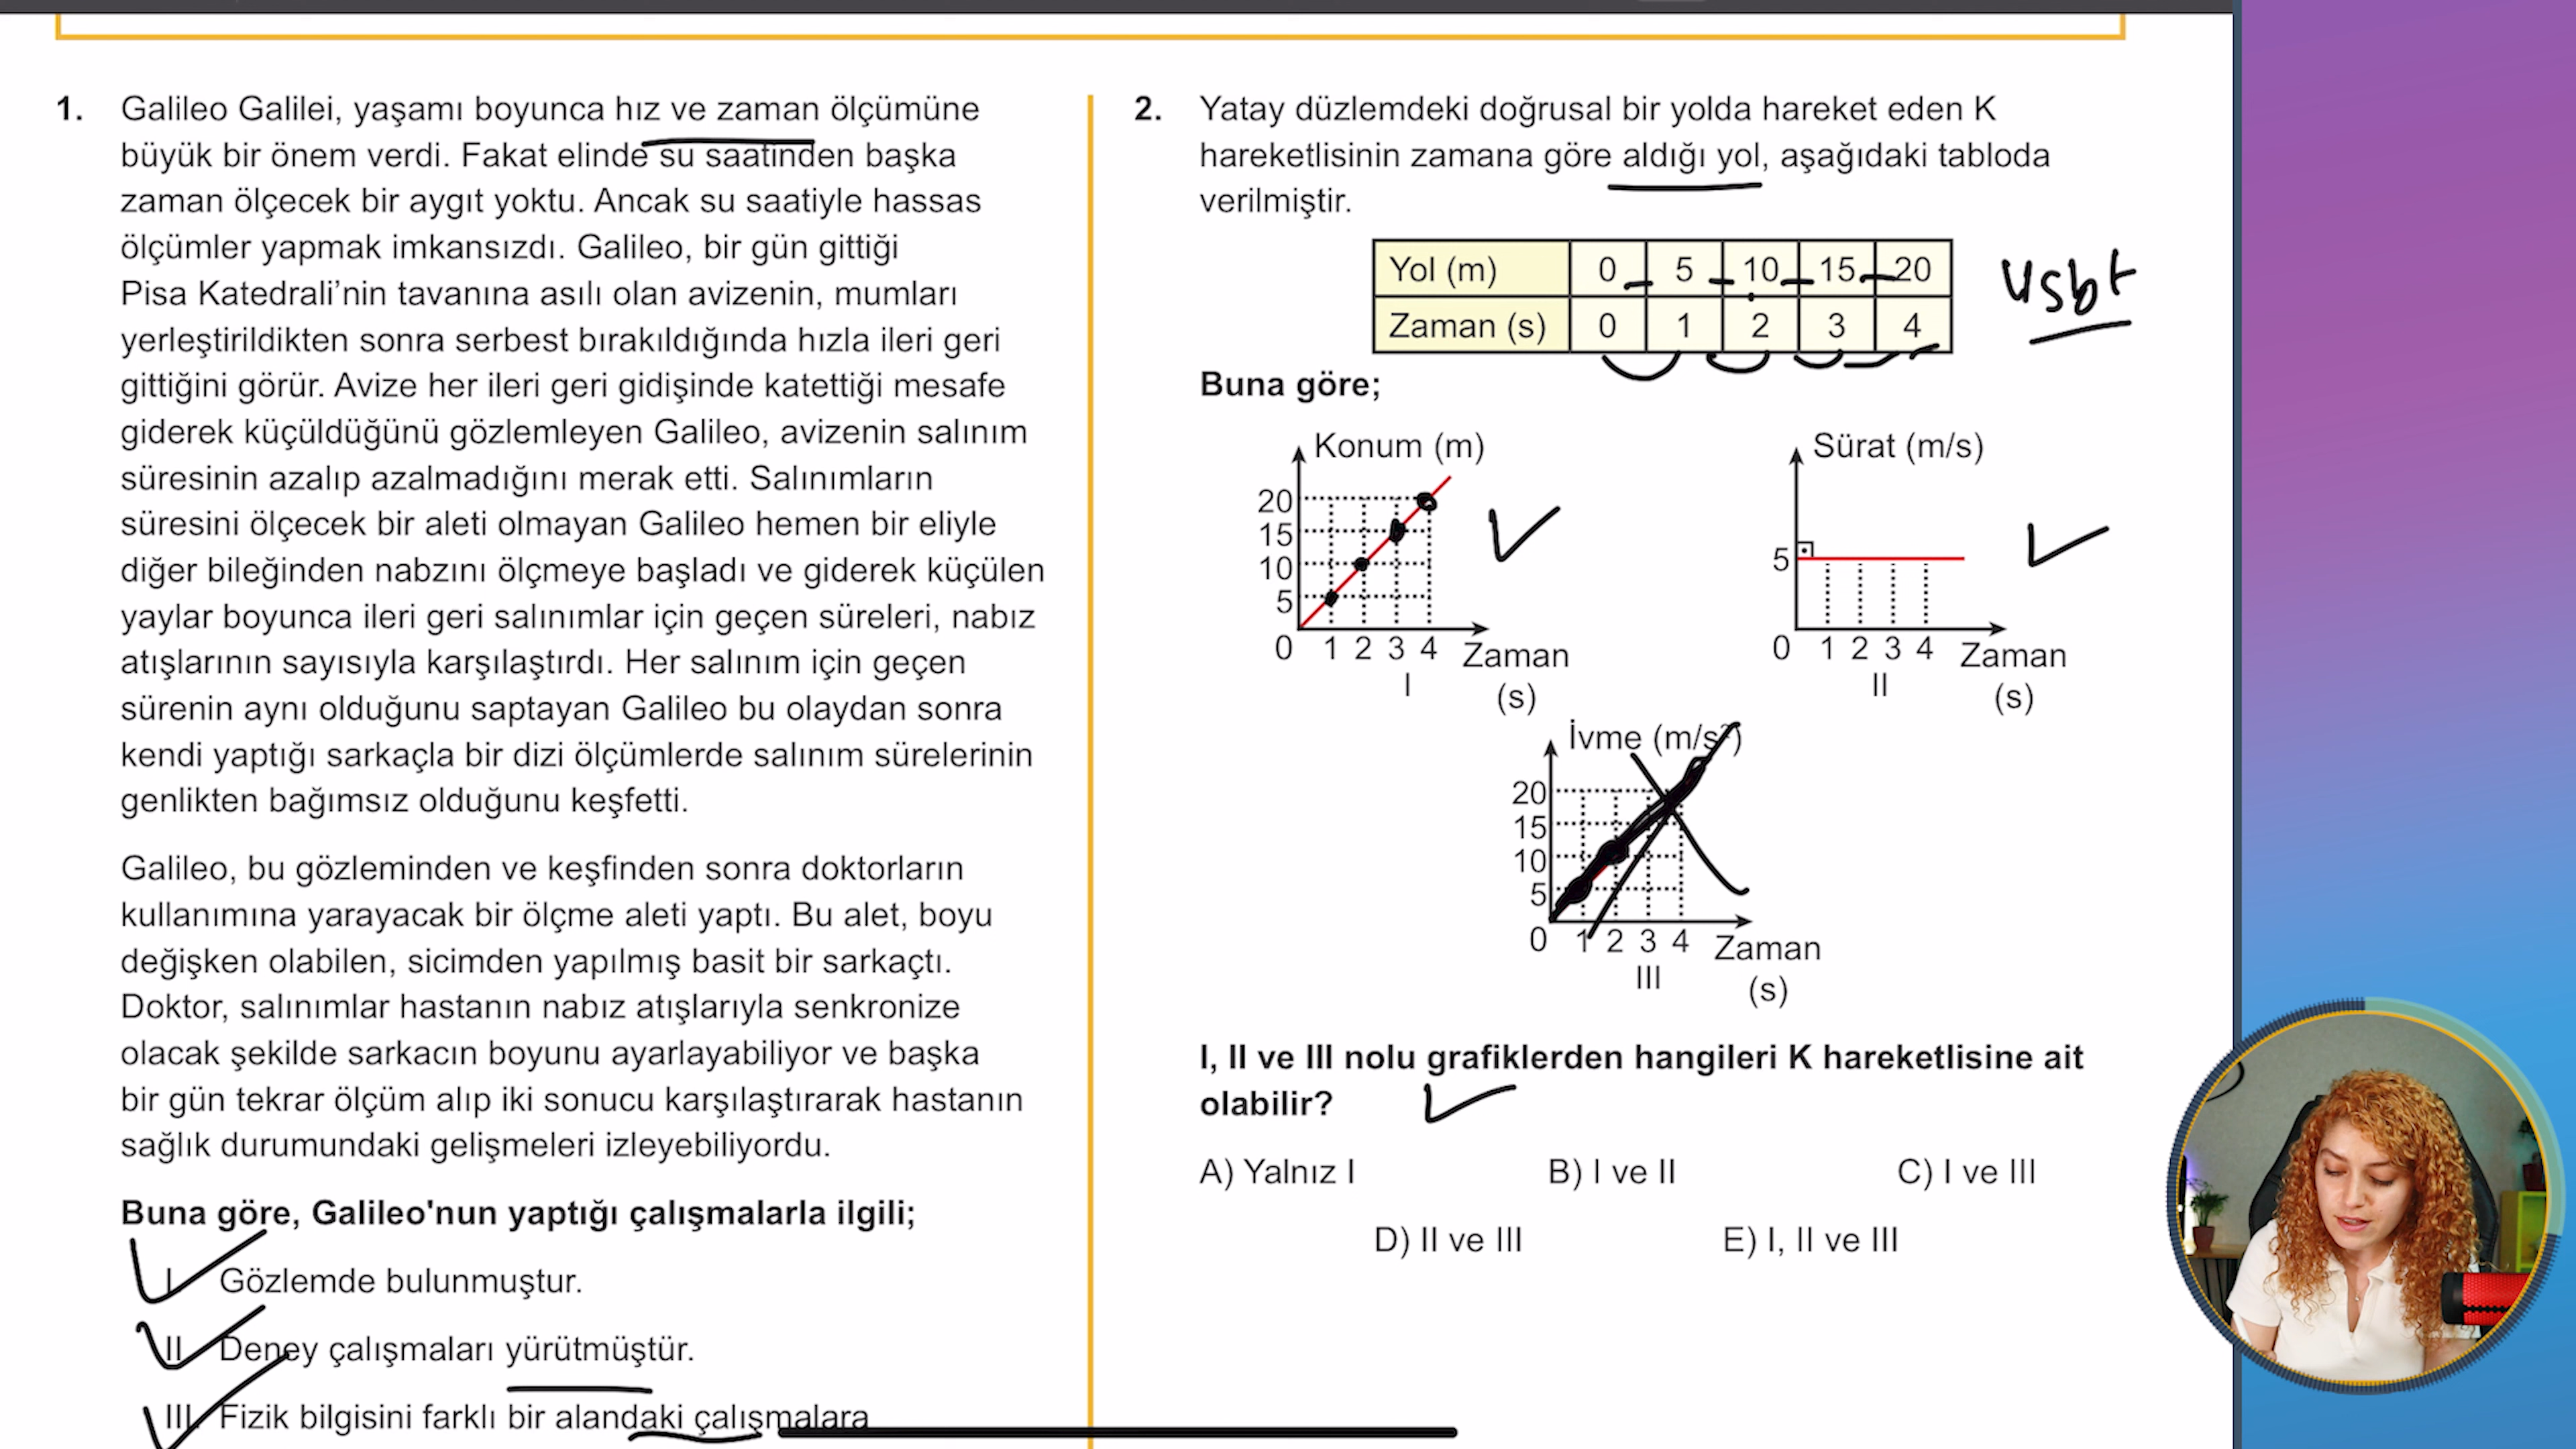 1. Galileo Galilei, yaşamı boyunca hız ve zaman ölçümüne
büyük bir önem verdi. Fakat elinde su saatinden başka
zaman ölçecek bir aygıt yoktu. Ancak su saatiyle hassas
ölçümler yapmak imkansızdı. Galileo, bir gün gittiği
Pisa Katedrali’nin tavanına asılı olan avizenin, mumları
yerleştirildikten sonra serbest bırakıldığında hızla ileri geri
gittiğini görür. Avize her ileri geri gidişinde katettiği mesafe
giderek küçüldüğünü gözlemleyen Galileo, avizenin salınım
süresinin azalıp azalmadığını merak etti. Salınımların
süresini ölçecek bir aleti olmayan Galileo hemen bir eliyle
diğer bileğinden nabzını ölçmeye başladı ve giderek küçülen
yaylar boyunca ileri geri salınımlar için geçen süreleri, nabız
atışlarının sayısıyla karşılaştırdı. Her salınım için geçen
sürenin aynı olduğunu saptayan Galileo bu olaydan sonra
kendi yaptığı sarkaçla bir dizi ölçümlerde salınım sürelerinin
genlikten bağımsız olduğunu keşfetti.
Galileo, bu gözleminden ve keşfinden sonra doktorların
kullanımına yarayacak bir ölçme aleti yaptı. Bu alet, boyu
değişken olabilen, sicimden yapılmış basit bir sarkaçtı.
Doktor, salınımlar hastanın nabız atışlarıyla senkronize
olacak şekilde sarkacın boyunu ayarlayabiliyor ve başka
bir gün tekrar ölçüm alıp iki sonucu karşılaştırarak hastanın
sağlık durumundaki gelişmeleri izleyebiliyordu.
Buna göre, Galileo'nun yaptığı çalışmalarla ilgili;
I. Gözlemde bulunmuştur.
II. Deney çalışmaları yürütmüştür.
III. Fizik bilgisini farklı bir alandaki çalışmalara
2. Yatay düzlemdeki doğrusal bir yolda hareket eden K
hareketlisinin zamana göre aldığı yol, aşağıdaki tabloda
verilmiştir.
Yol (m) 0 5 10 15 20
Zaman (s) 0 1 2 3 4
Buna göre;
Konum (m)
20
15
10
5
0 1 2 3 4 Zaman
(s)
I
Sürat (m/s)
5
0 1 2 3 4 Zaman
(s)
II
İvme (m/s²)
20
15
10
5
0 1 2 3 4 Zaman
(s)
III
I, II ve III nolu grafiklerden hangileri K hareketlisine ait
olabilir?
A) Yalnız I B) I ve II C) I ve III
D) II ve III E) I, II ve III